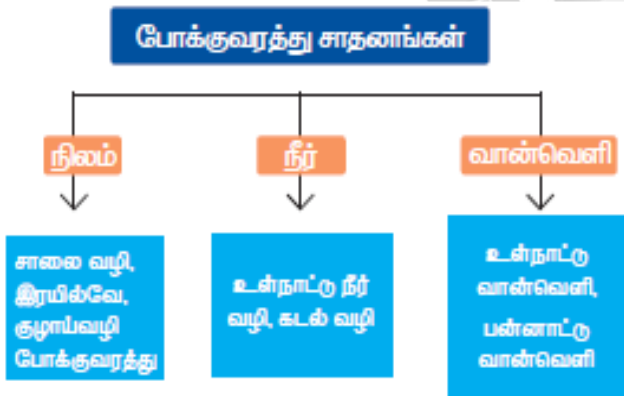 போக்குவரத்து சாதனங்கள்
நிலம்
நீர்
வான்வெளி
சாலை வழி,
இரயில்வே,
குழாய்வழி
போக்குவரத்து
உள்நாட்டு நீர்
வழி, கடல் வழி
உள்நாட்டு
வான்வெளி,
பன்னாட்டு
வான்வெளி